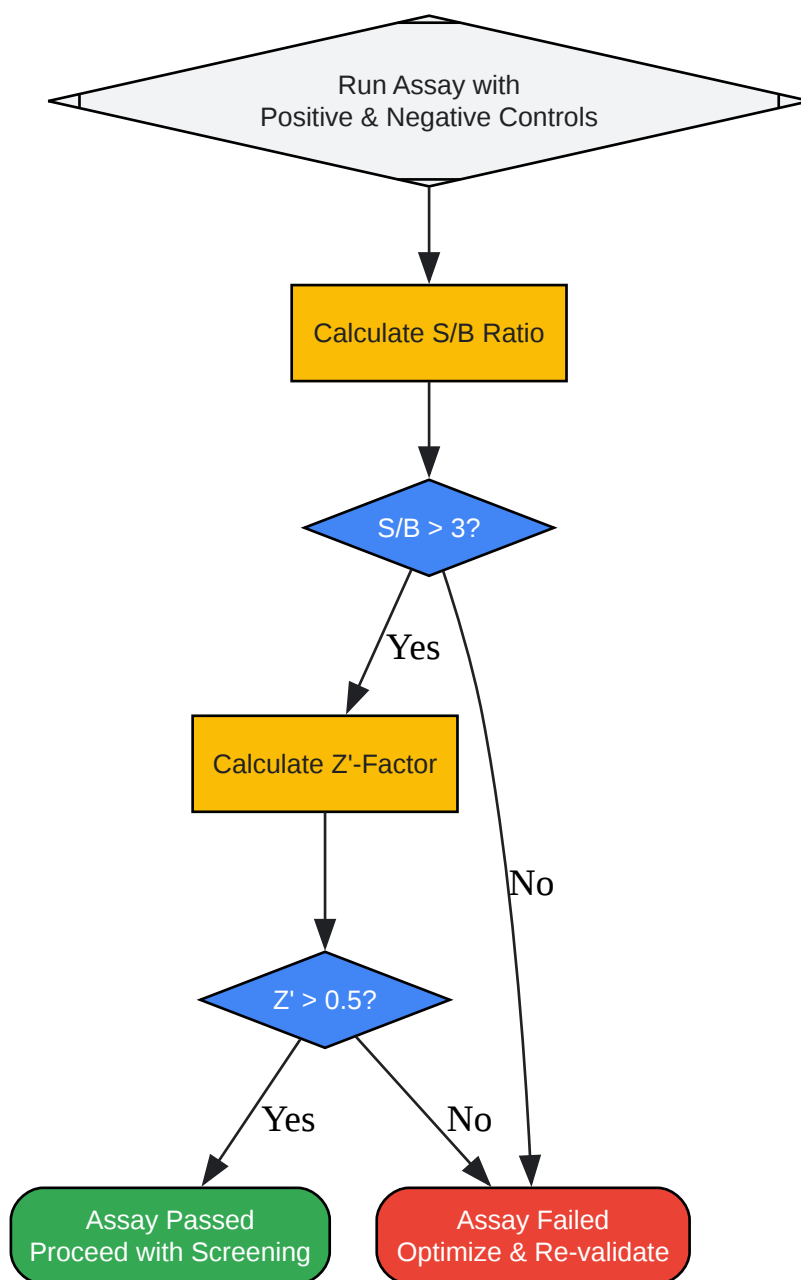 Run Assay with
Positive & Negative Controls
Calculate S/B Ratio
S/B > 3?
Yes
Calculate Z'-Factor
No
Z' > 0.5?
Yes
No
Assay Passed
Proceed with Screening
Assay Failed
Optimize & Re-validate